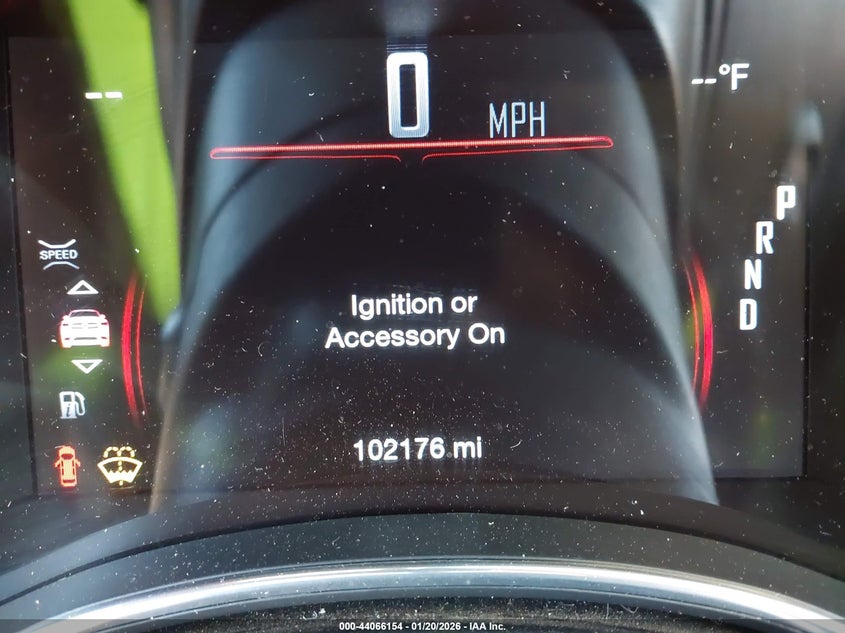 --
0 MPH
--°F
P
R
N
D
SPEED
Ignition or
Accessory On
102176 mi
000-44066154 - 01/20/2026 - IAA Inc.